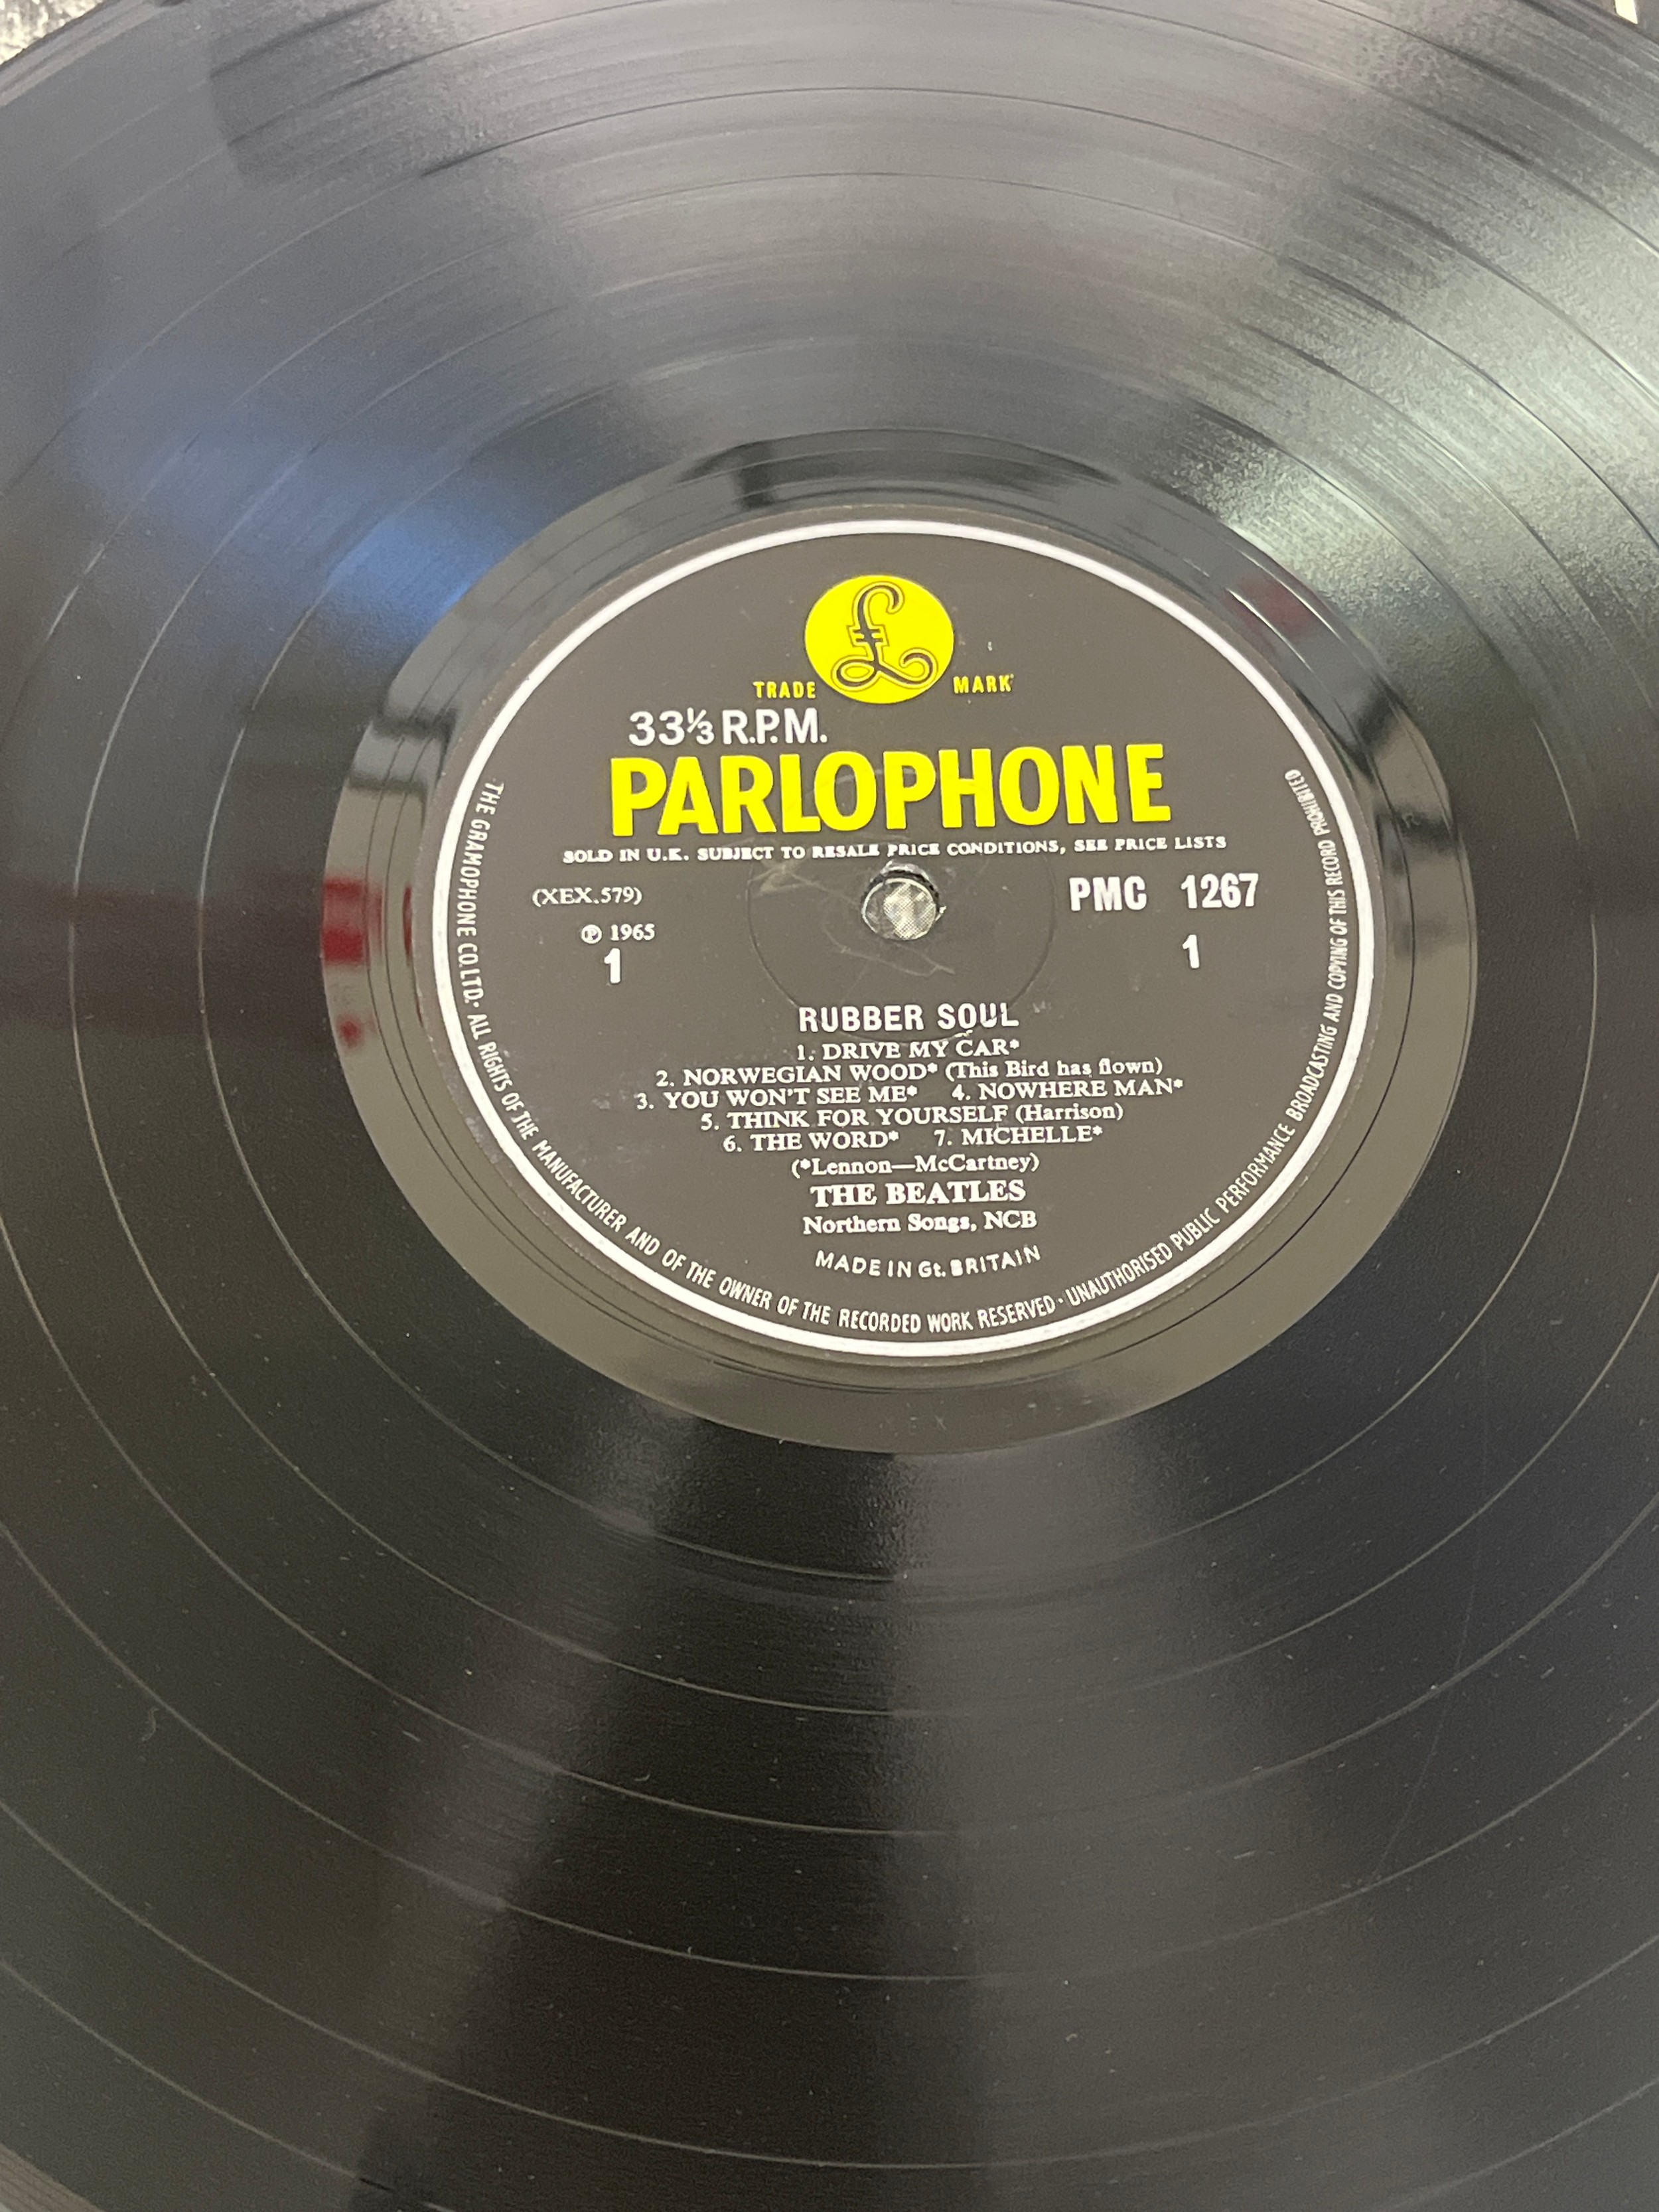 £
TRADE MARK
33⅓ R.P.M.
PARLOPHONE
SOLD IN U.K. SUBJECT TO RESALE PRICE CONDITIONS, SEE PRICE LISTS
(XEX.579)
PMC 1267
℗ 1965
1
1
RUBBER SOUL
1. DRIVE MY CAR*
2. NORWEGIAN WOOD* (This Bird has flown)
3. YOU WON'T SEE ME* 4. NOWHERE MAN*
5. THINK FOR YOURSELF (Harrison)
6. THE WORD* 7. MICHELLE*
(*Lennon—McCartney)
THE BEATLES
Northern Songs, NCB
MADE IN Gt. BRITAIN
THE GRAMOPHONE CO. LTD. · ALL RIGHTS OF THE MANUFACTURER AND OF THE OWNER OF THE RECORDED WORK RESERVED · UNAUTHORISED PUBLIC PERFORMANCE BROADCASTING AND COPYING OF THIS RECORD PROHIBITED